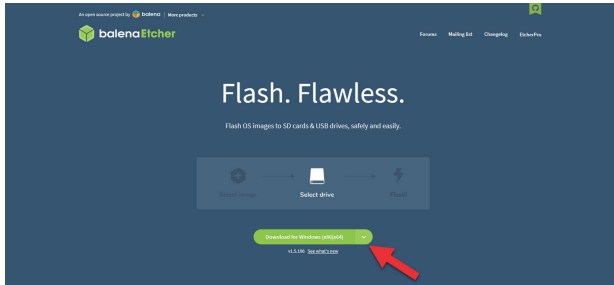 An open source project by balena | More products
balenaEtcher
Forums Mailing list Changelog EtcherPro
Flash. Flawless.
Flash OS images to SD cards & USB drives, safely and easily.
Select image Select drive Flash!
Download for Windows (x86|x64)
v1.5.106 See what's new